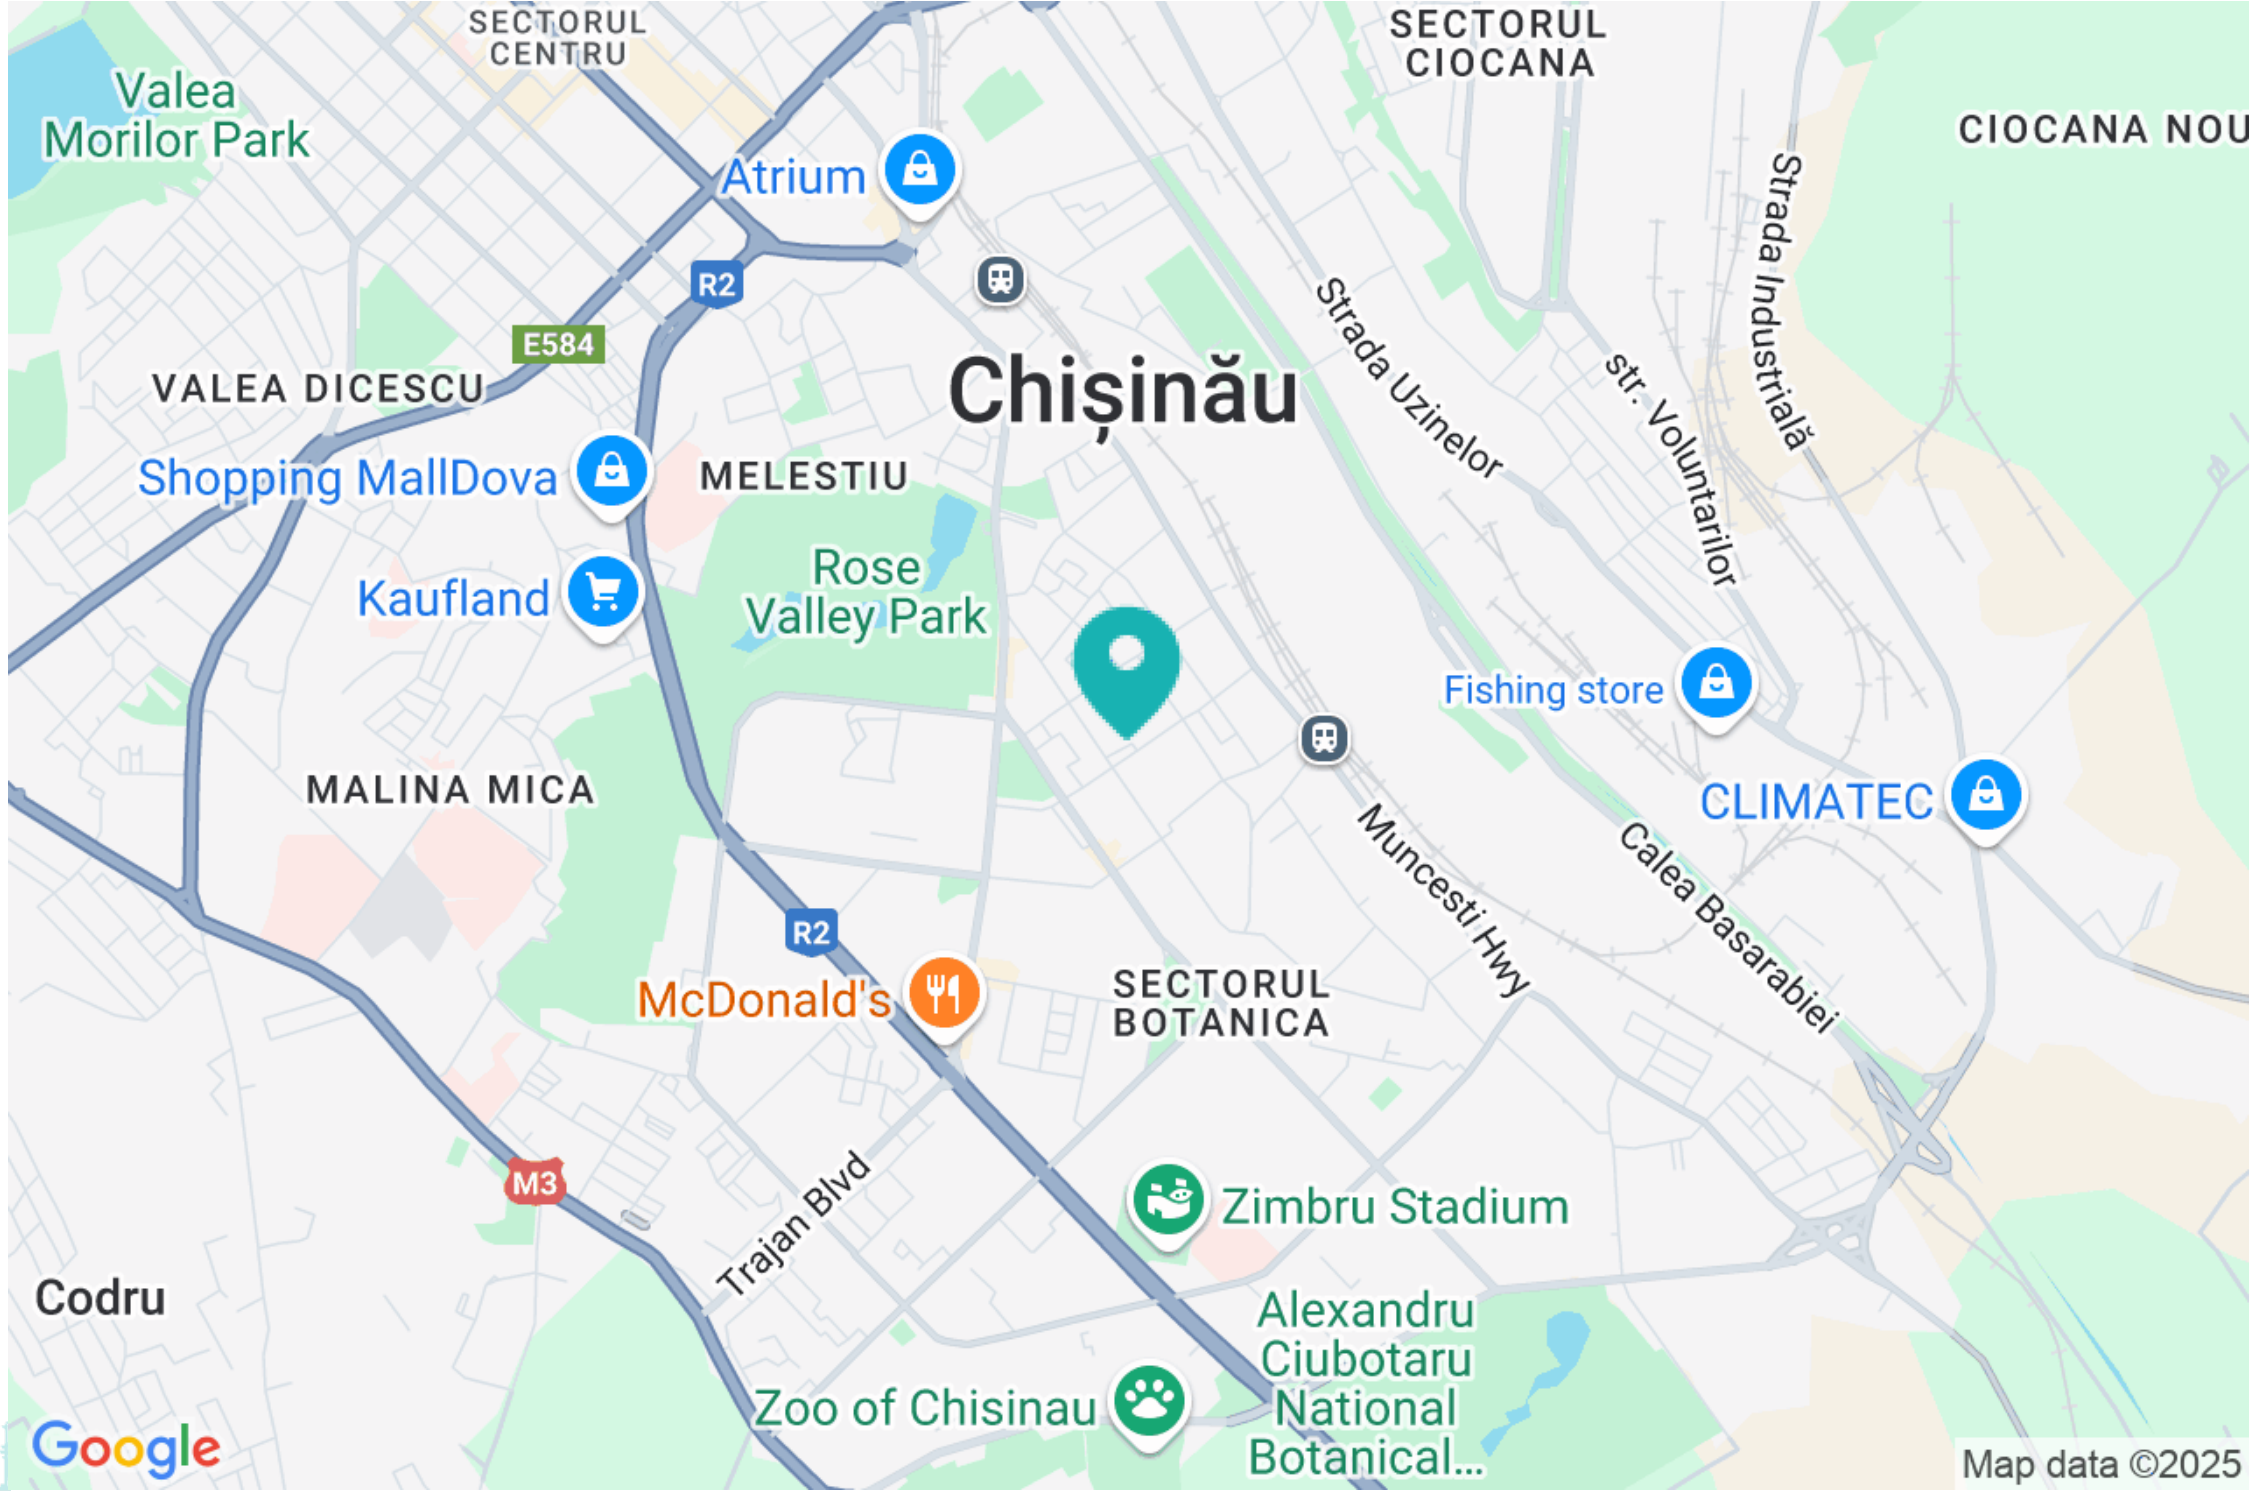 SECTORUL
CENTRU
SECTORUL
CIOCANA
Valea
Morilor Park
CIOCANA NOU
Atrium
R2
Strada Industrială
E584
Strada Uzinelor
Chișinău
VALEA DICESCU
str. Voluntarilor
Shopping MallDova
MELESTIU
Kaufland
Rose
Valley Park
Fishing store
MALINA MICA
CLIMATEC
Muncesti Hwy
Calea Basarabiei
R2
McDonald's
SECTORUL
BOTANICA
M3
Trajan Blvd
Zimbru Stadium
Codru
Alexandru
Ciubotaru
National
Botanical...
Zoo of Chisinau
Google
Map data ©2025